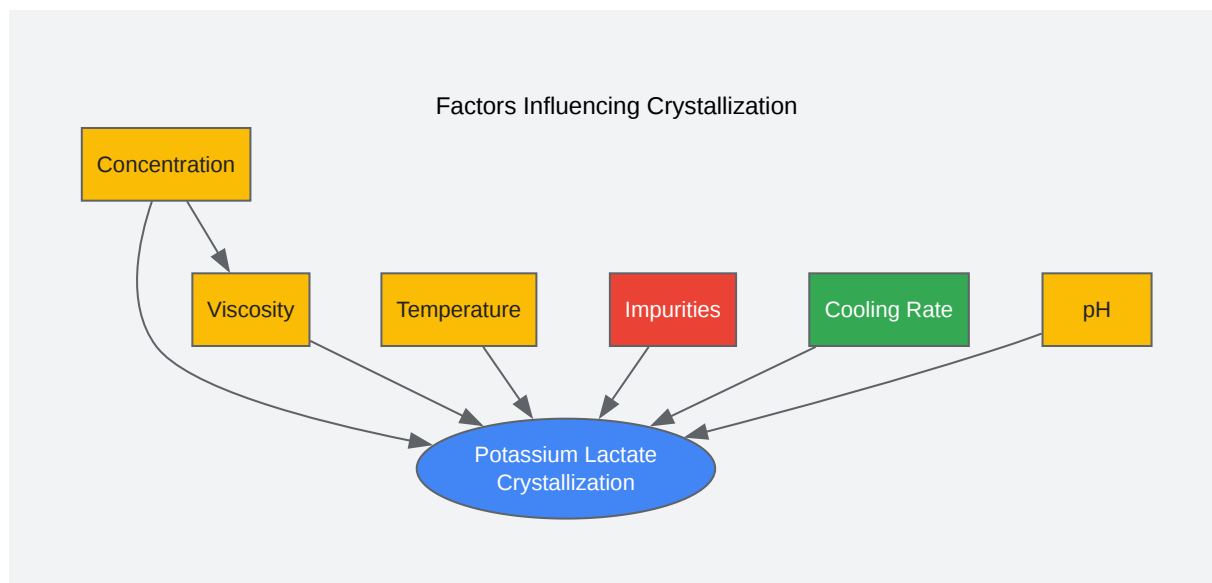 Factors Influencing Crystallization
Concentration
Viscosity
Temperature
Impurities
Cooling Rate
pH
Potassium Lactate
Crystallization